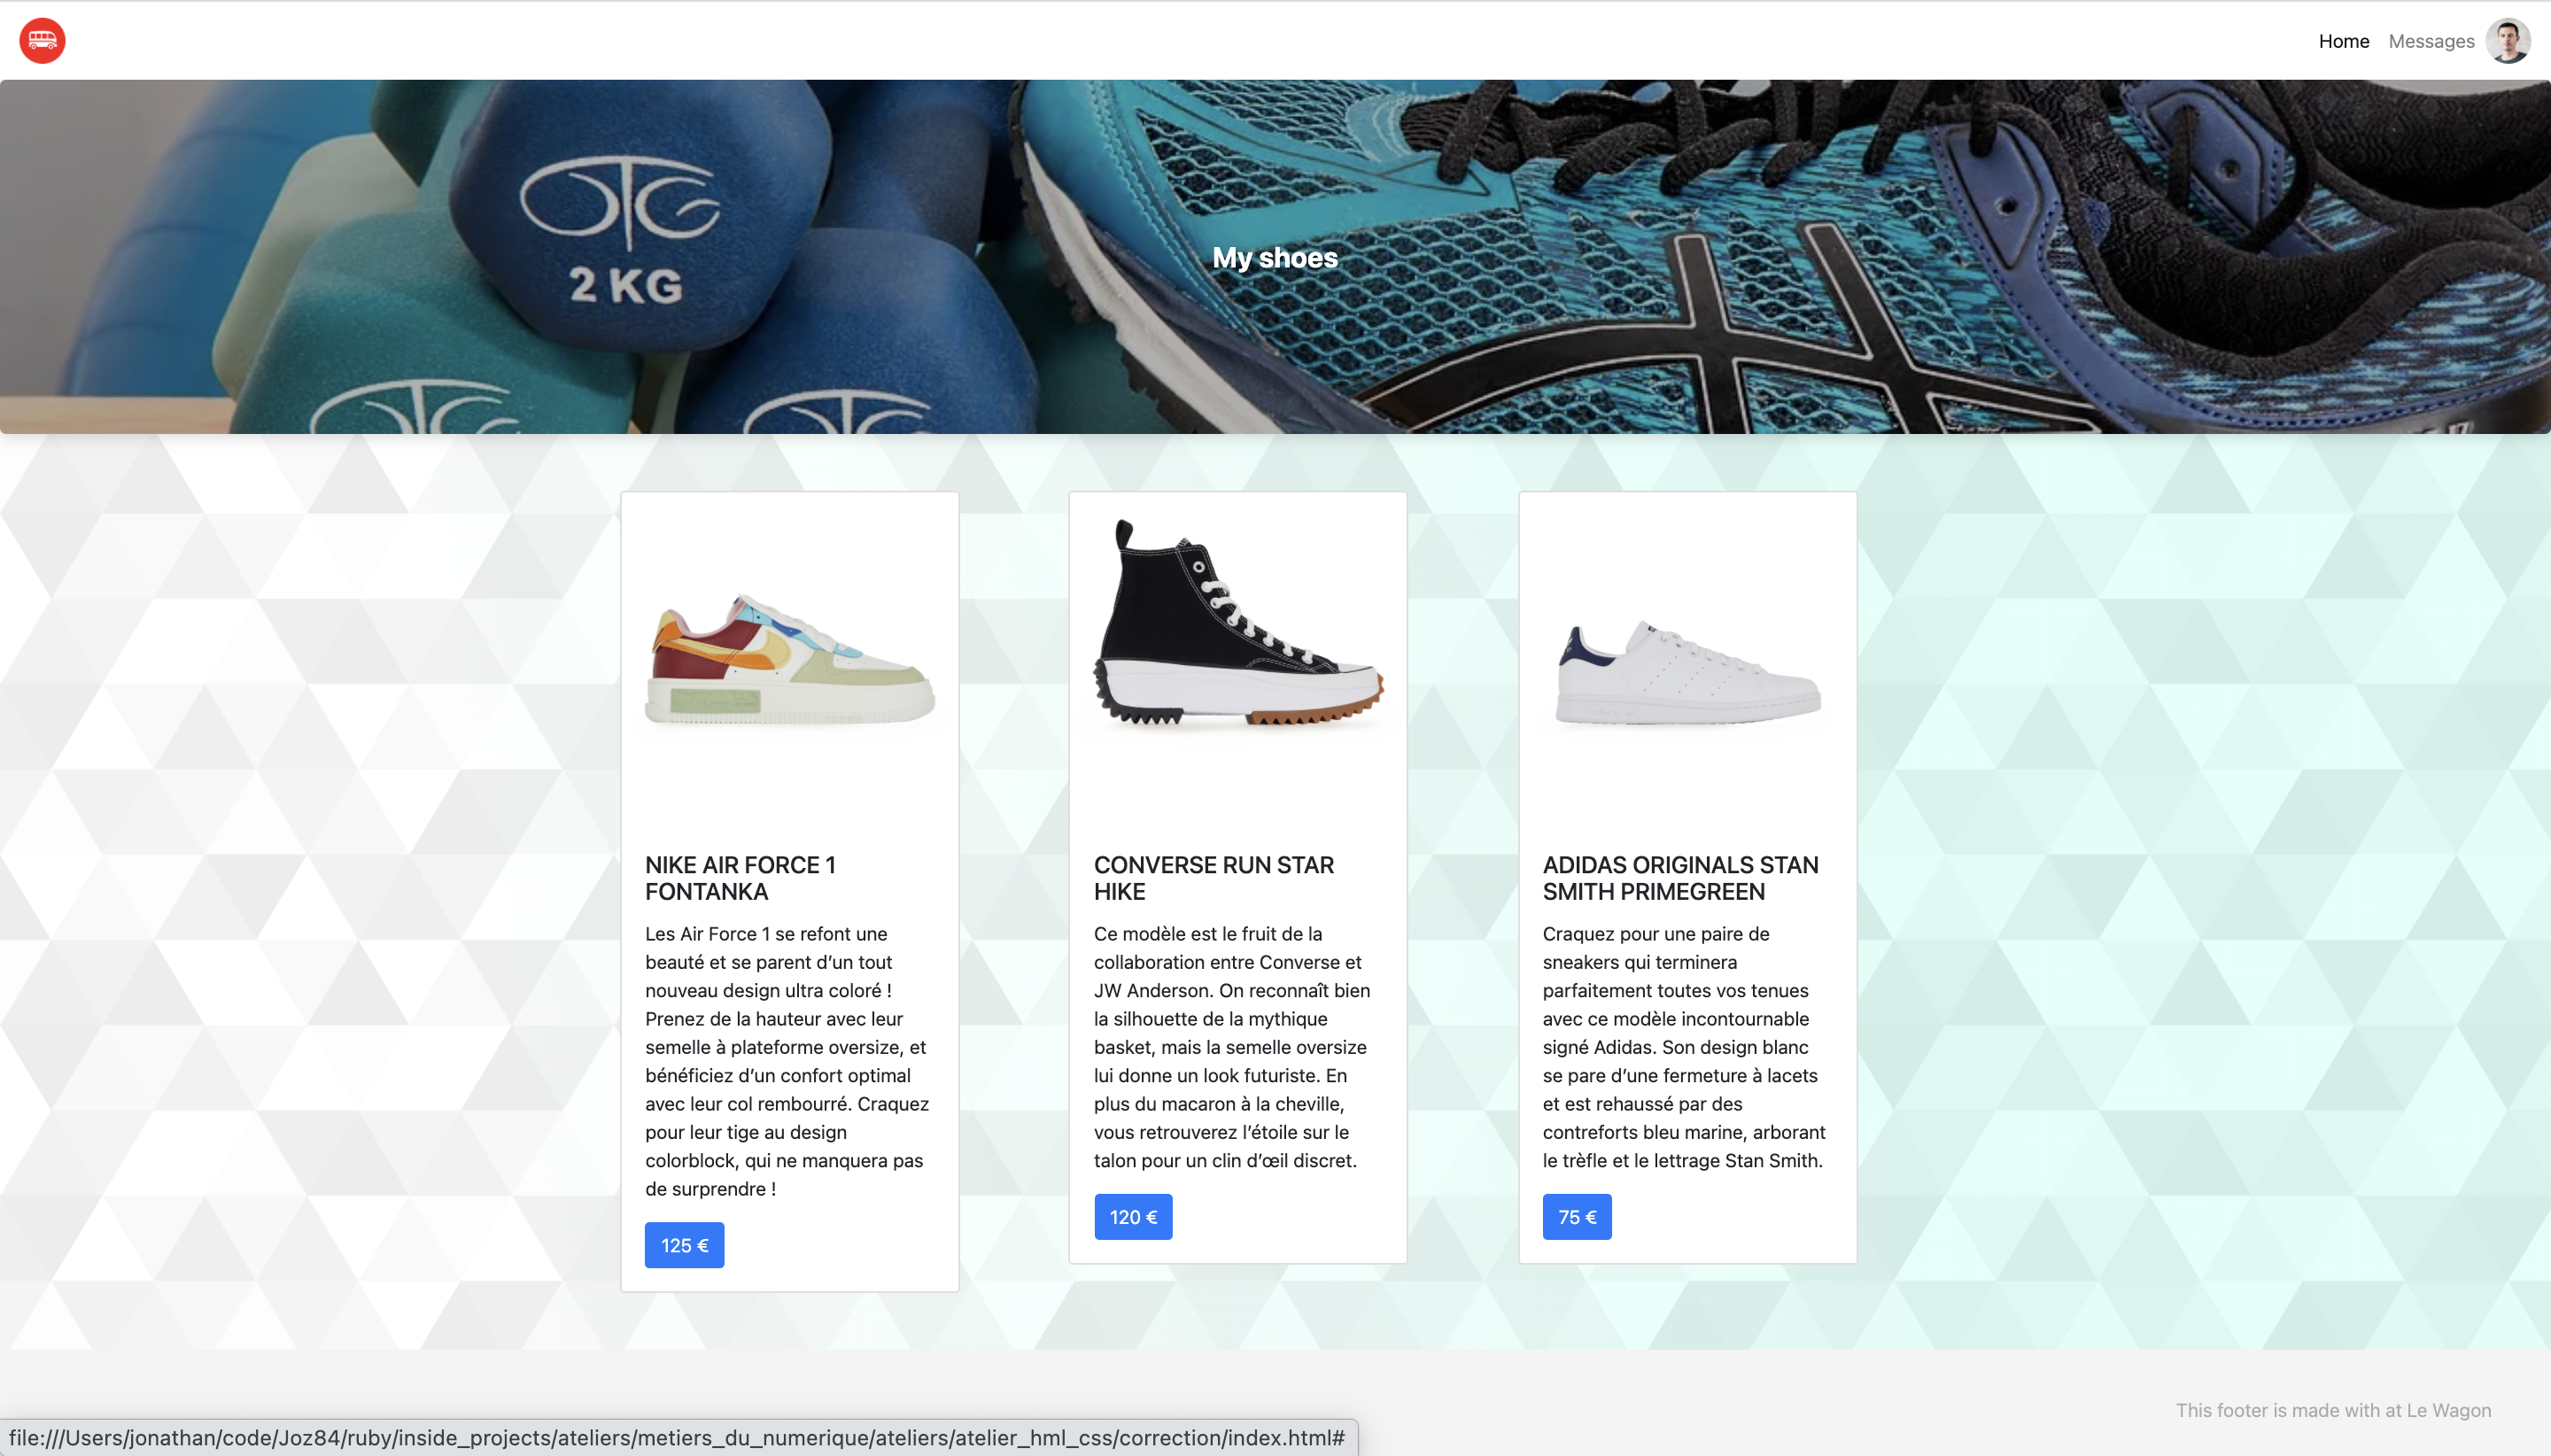 Home Messages
2 KG
My shoes
NIKE AIR FORCE 1
FONTANKA
Les Air Force 1 se refont une
beauté et se parent d’un tout
nouveau design ultra coloré !
Prenez de la hauteur avec leur
semelle à plateforme oversize, et
bénéficiez d’un confort optimal
avec leur col rembourré. Craquez
pour leur tige au design
colorblock, qui ne manquera pas
de surprendre !
125 €
CONVERSE RUN STAR
HIKE
Ce modèle est le fruit de la
collaboration entre Converse et
JW Anderson. On reconnaît bien
la silhouette de la mythique
basket, mais la semelle oversize
lui donne un look futuriste. En
plus du macaron à la cheville,
vous retrouverez l’étoile sur le
talon pour un clin d’œil discret.
120 €
ADIDAS ORIGINALS STAN
SMITH PRIMEGREEN
Craquez pour une paire de
sneakers qui terminera
parfaitement toutes vos tenues
avec ce modèle incontournable
signé Adidas. Son design blanc
se pare d’une fermeture à lacets
et est rehaussé par des
contreforts bleu marine, arborant
le trèfle et le lettrage Stan Smith.
75 €
This footer is made with at Le Wagon
file:///Users/jonathan/code/Joz84/ruby/inside_projects/ateliers/metiers_du_numerique/ateliers/atelier_hml_css/correction/index.html#